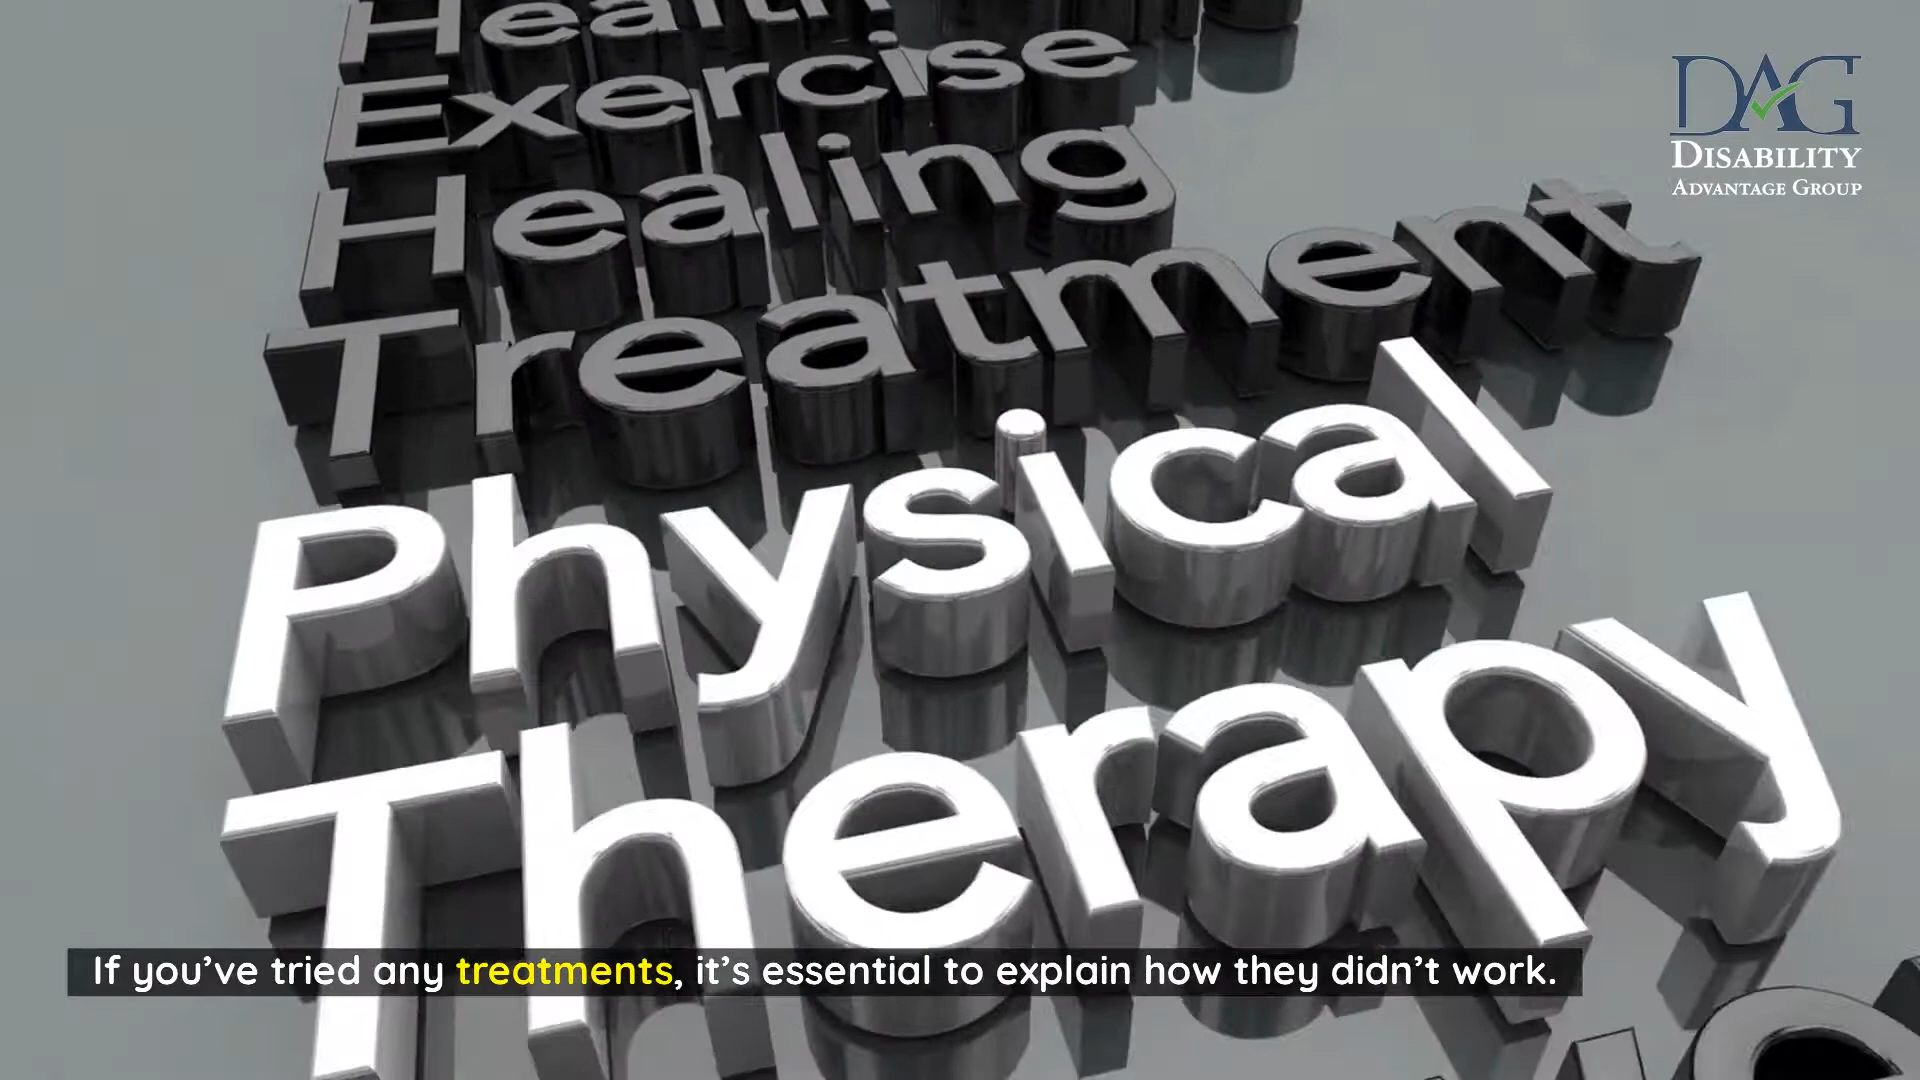 Health
Exercise
Healing
Treatment
Physical
Therapy
DAG
DISABILITY
ADVANTAGE GROUP
If you’ve tried any treatments, it’s essential to explain how they didn’t work.